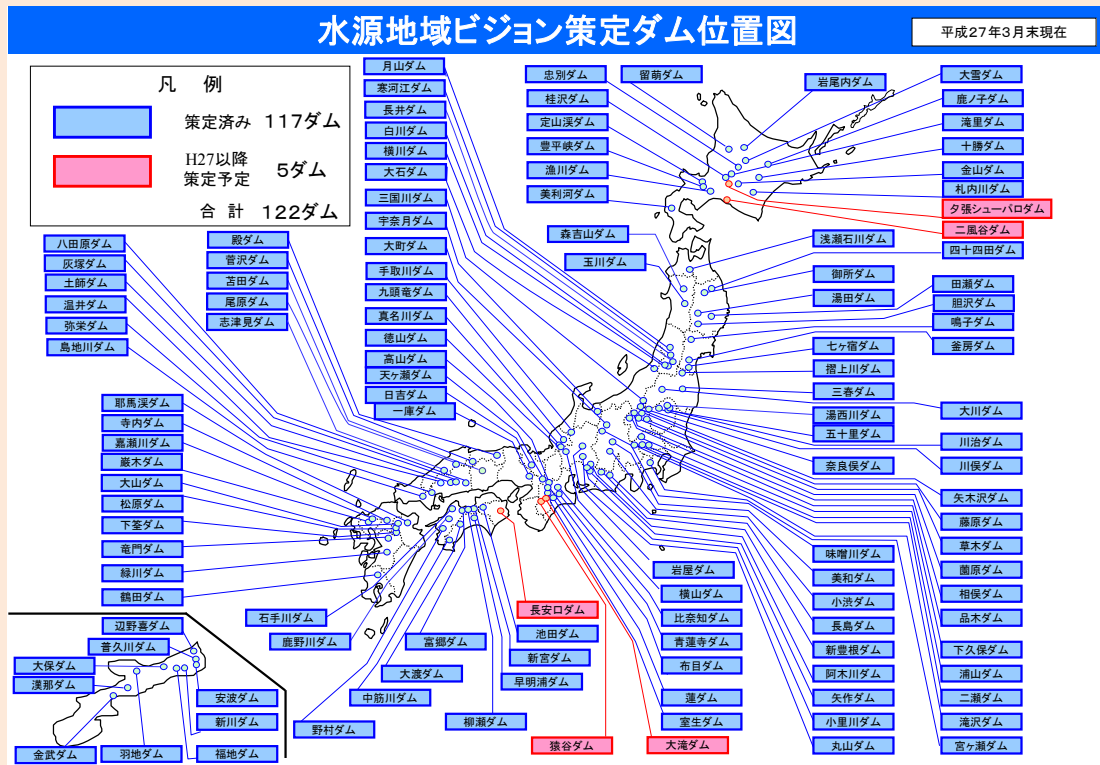 水源地域ビジョン策定ダム位置図
平成27年3月末現在
凡　例
策定済み 117ダム
H27以降
策定予定 5ダム
合 計 122ダム
月山ダム
寒河江ダム
長井ダム
白川ダム
横川ダム
大石ダム
三国川ダム
宇奈月ダム
大町ダム
手取川ダム
九頭竜ダム
真名川ダム
徳山ダム
高山ダム
天ヶ瀬ダム
日吉ダム
一庫ダム
忠別ダム
留萌ダム
桂沢ダム
定山渓ダム
豊平峡ダム
漁川ダム
美利河ダム
岩尾内ダム
大雪ダム
鹿ノ子ダム
滝里ダム
十勝ダム
金山ダム
札内川ダム
夕張シューパロダム
二風谷ダム
四十四田ダム
森吉山ダム
玉川ダム
浅瀬石川ダム
御所ダム
湯田ダム
田瀬ダム
胆沢ダム
鳴子ダム
釜房ダム
七ヶ宿ダム
摺上川ダム
三春ダム
湯西川ダム
五十里ダム
奈良俣ダム
大川ダム
川治ダム
川俣ダム
矢木沢ダム
藤原ダム
草木ダム
薗原ダム
相俣ダム
品木ダム
下久保ダム
浦山ダム
二瀬ダム
滝沢ダム
宮ヶ瀬ダム
味噌川ダム
美和ダム
小渋ダム
長島ダム
新豊根ダム
阿木川ダム
矢作ダム
小里川ダム
丸山ダム
岩屋ダム
横山ダム
比奈知ダム
青蓮寺ダム
布目ダム
蓮ダム
室生ダム
八田原ダム
灰塚ダム
土師ダム
温井ダム
弥栄ダム
島地川ダム
殿ダム
菅沢ダム
苫田ダム
尾原ダム
志津見ダム
耶馬渓ダム
寺内ダム
嘉瀬川ダム
厳木ダム
大山ダム
松原ダム
下筌ダム
竜門ダム
緑川ダム
鶴田ダム
石手川ダム
鹿野川ダム
富郷ダム
大渡ダム
中筋川ダム
野村ダム
長安口ダム
池田ダム
新宮ダム
早明浦ダム
柳瀬ダム
猿谷ダム
大滝ダム
辺野喜ダム
普久川ダム
大保ダム
漢那ダム
安波ダム
新川ダム
金武ダム
羽地ダム
福地ダム